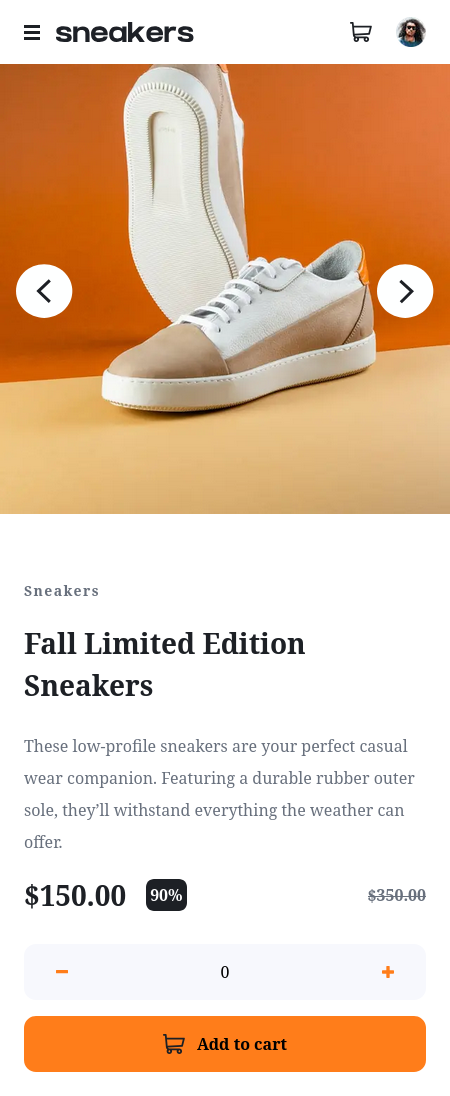 sneakers
Sneakers
Fall Limited Edition
Sneakers
These low-profile sneakers are your perfect casual
wear companion. Featuring a durable rubber outer
sole, they’ll withstand everything the weather can
offer.
$150.00 90% $350.00
0
Add to cart